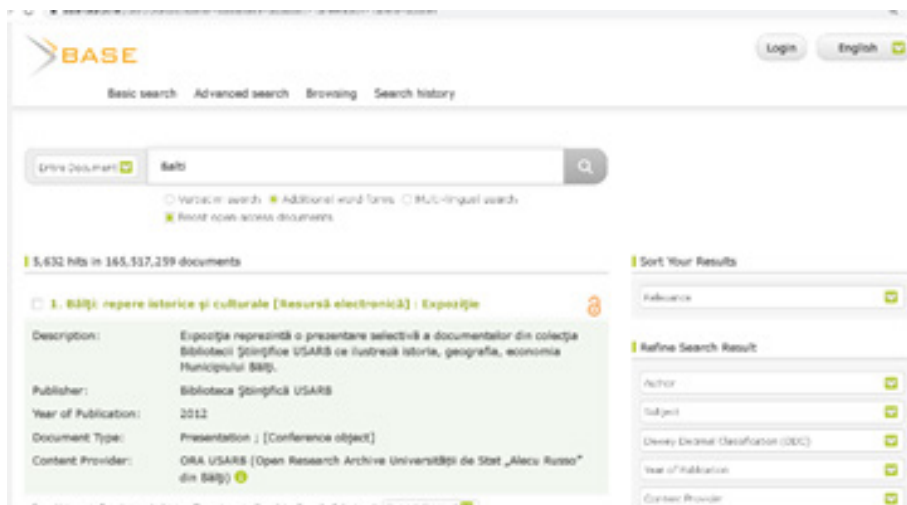 BASE
Login English
Basic search Advanced search Browsing Search history
Entire Document Balti
Verbatim search Additional word forms Multi-lingual search
Boost open access documents
5,632 hits in 165,517,259 documents
Sort Your Results
Relevance
1. Bălţi: repere istorice şi culturale [Resursă electronică] : Expoziţie
Description: Expoziţia reprezintă o prezentare selectivă a documentelor din colecţia
Bibliotecii Ştiinţifice USARB ce ilustrează istoria, geografia, economia
Municipiului Bălţi.
Publisher: Biblioteca Ştiinţifică USARB
Year of Publication: 2012
Document Type: Presentation ; [Conference object]
Content Provider: ORA USARB (Open Research Archive Universităţii de Stat „Alecu Russo”
din Bălţi)
Refine Search Result
Author
Subject
Dewey Decimal Classification (DDC)
Year of Publication
Content Provider